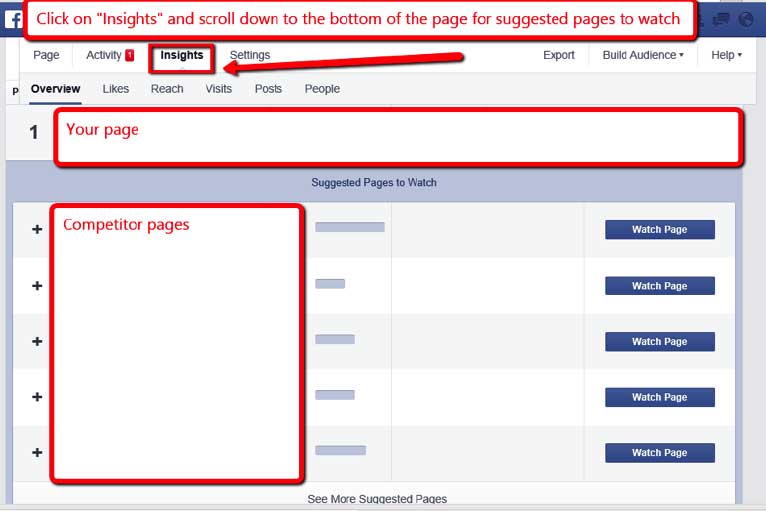 Click on "Insights" and scroll down to the bottom of the page for suggested pages to watch
Page Activity 1 Insights Settings Export Build Audience Help
Overview Likes Reach Visits Posts People
1 Your page
Suggested Pages to Watch
+ Competitor pages Watch Page
+ Watch Page
+ Watch Page
+ Watch Page
+ Watch Page
See More Suggested Pages